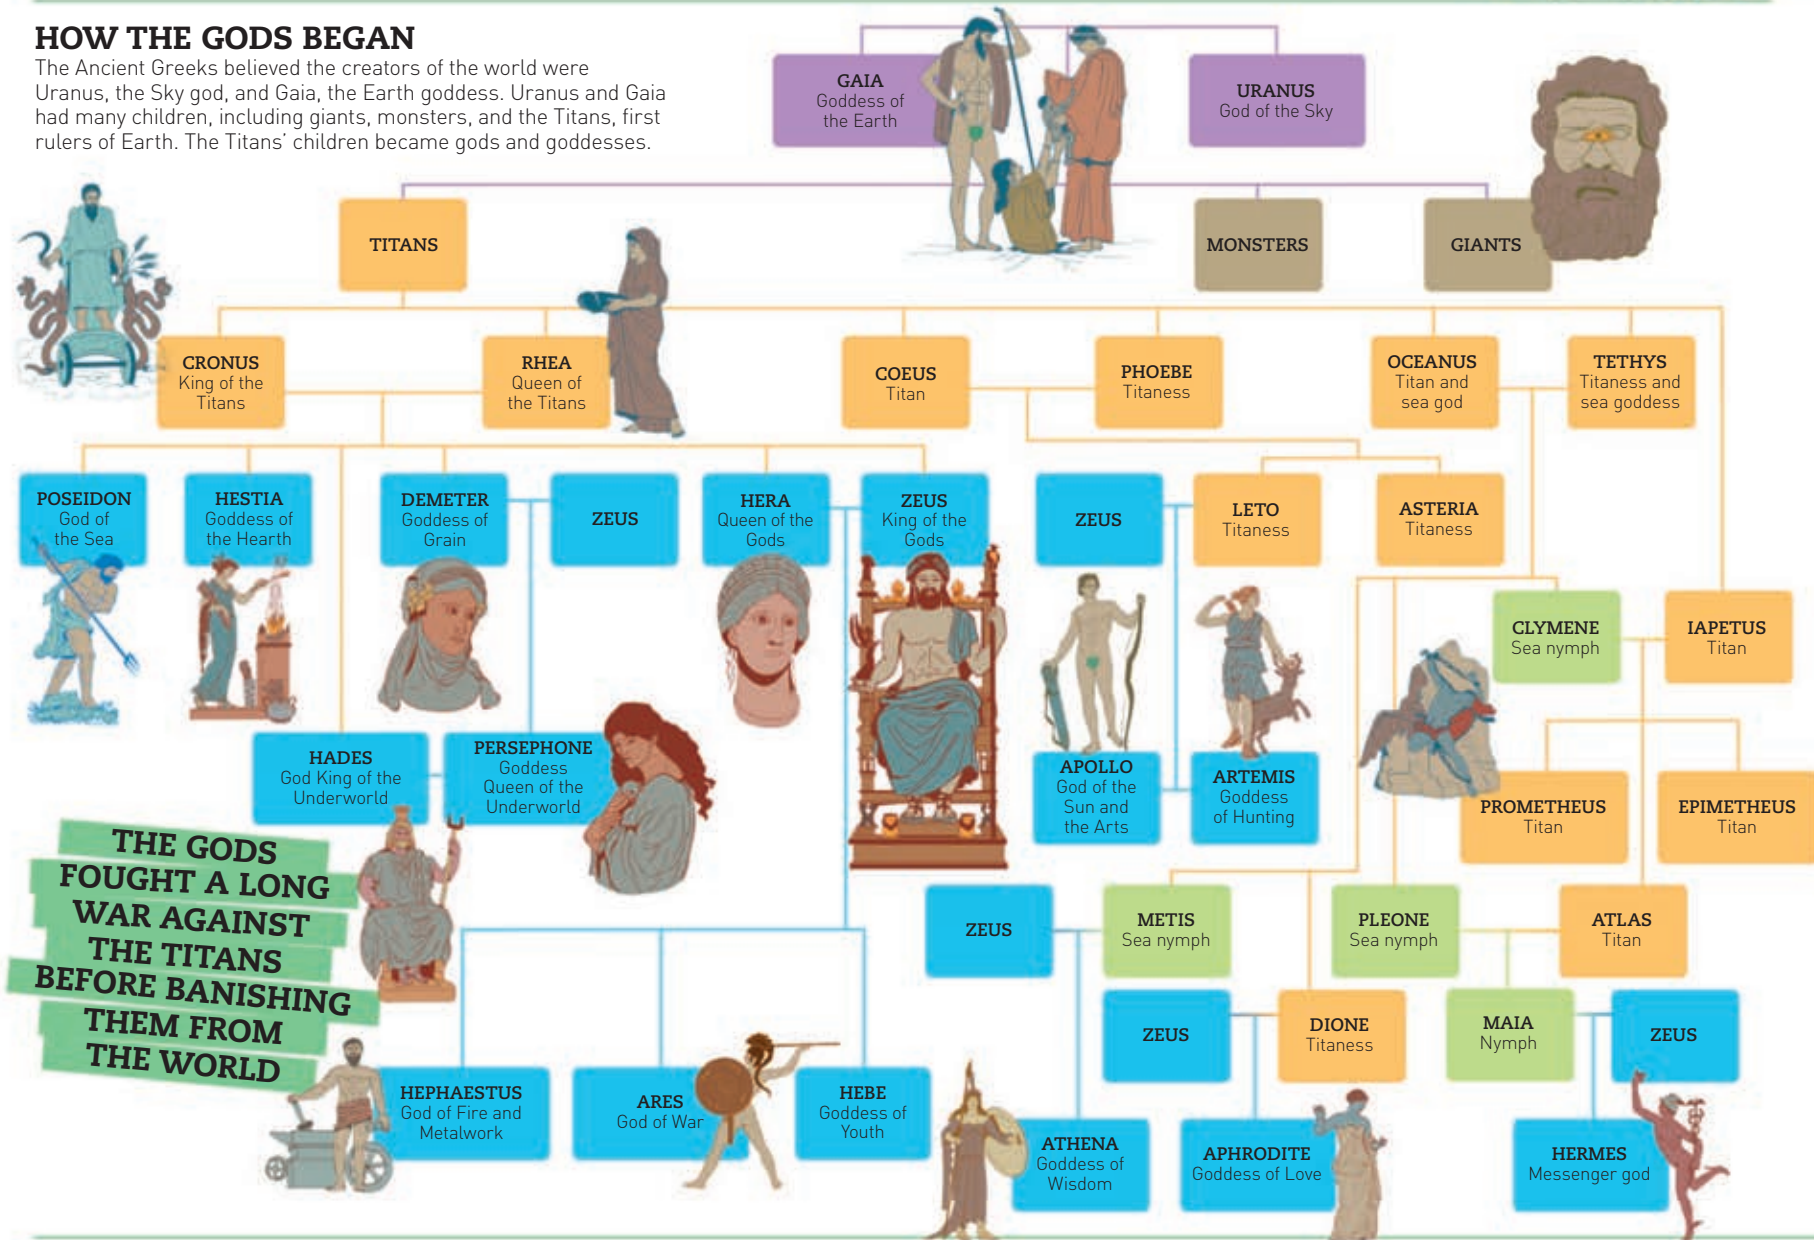 HOW THE GODS BEGAN
The Ancient Greeks believed the creators of the world were
Uranus, the Sky god, and Gaia, the Earth goddess. Uranus and Gaia
had many children, including giants, monsters, and the Titans, first
rulers of Earth. The Titans’ children became gods and goddesses.
GAIA
Goddess of
the Earth
URANUS
God of the Sky
TITANS
MONSTERS
GIANTS
CRONUS
King of the
Titans
RHEA
Queen of
the Titans
COEUS
Titan
PHOEBE
Titaness
OCEANUS
Titan and
sea god
TETHYS
Titaness and
sea goddess
POSEIDON
God of
the Sea
HESTIA
Goddess of
the Hearth
DEMETER
Goddess of
Grain
ZEUS
HERA
Queen of the
Gods
ZEUS
King of the
Gods
ZEUS
LETO
Titaness
ASTERIA
Titaness
CLYMENE
Sea nymph
IAPETUS
Titan
HADES
God King of the
Underworld
PERSEPHONE
Goddess
Queen of the
Underworld
APOLLO
God of the
Sun and
the Arts
ARTEMIS
Goddess
of Hunting
PROMETHEUS
Titan
EPIMETHEUS
Titan
THE GODS
FOUGHT A LONG
WAR AGAINST
THE TITANS
BEFORE BANISHING
THEM FROM
THE WORLD
ZEUS
METIS
Sea nymph
PLEONE
Sea nymph
ATLAS
Titan
ZEUS
DIONE
Titaness
MAIA
Nymph
ZEUS
HEPHAESTUS
God of Fire and
Metalwork
ARES
God of War
HEBE
Goddess of
Youth
ATHENA
Goddess of
Wisdom
APHRODITE
Goddess of Love
HERMES
Messenger god